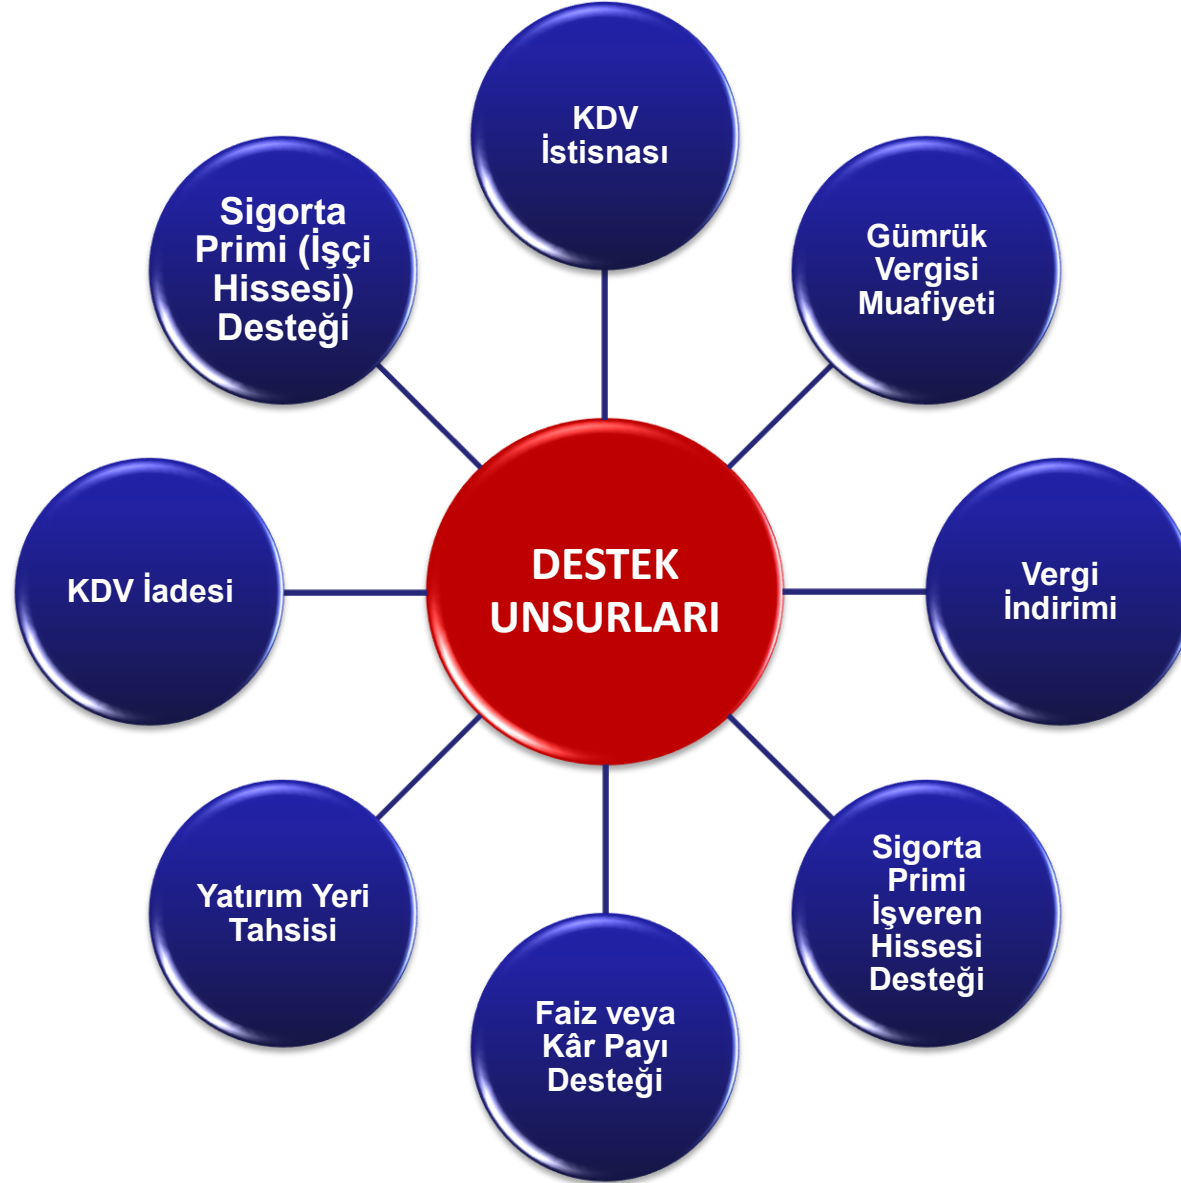 KDV
İstisnası
Gümrük
Vergisi
Muafiyeti
Vergi
İndirimi
Sigorta
Primi
İşveren
Hissesi
Desteği
Faiz veya
Kâr Payı
Desteği
Yatırım Yeri
Tahsisi
KDV İadesi
Sigorta
Primi (İşçi
Hissesi)
Desteği
DESTEK
UNSURLARI